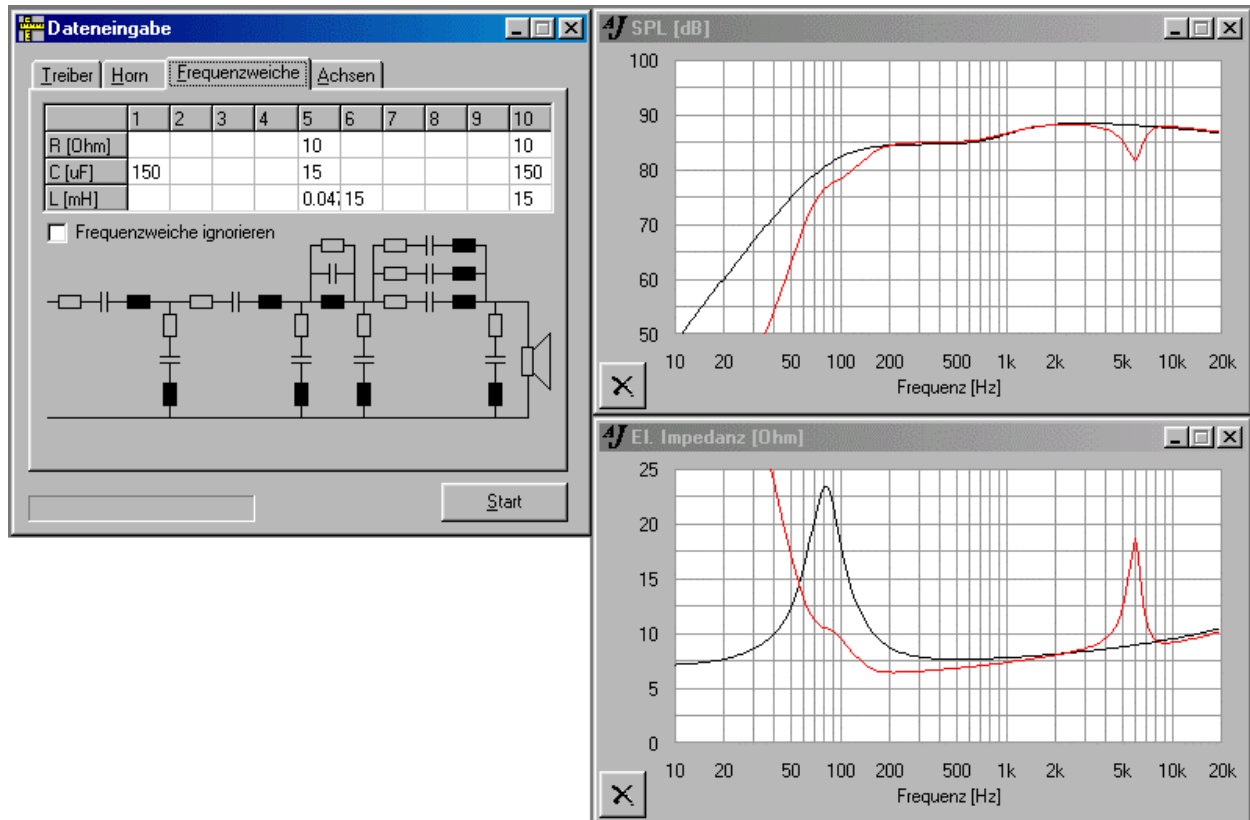 Dateneingabe
Treiber Horn Frequenzweiche Achsen
1 2 3 4 5 6 7 8 9 10
R [Ohm] 10 10
C [uF] 150 15 150
L [mH] 15 15
Frequenzweiche ignorieren
Start
AJ SPL [dB]
100
90
80
70
60
50
10 20 50 100 200 500 1k 2k 5k 10k 20k
Frequenz [Hz]
AJ El. Impedanz [Ohm]
25
20
15
10
5
0
10 20 50 100 200 500 1k 2k 5k 10k 20k
Frequenz [Hz]